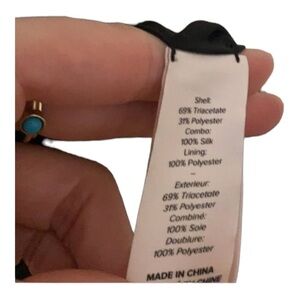 Shell:
69% Triacetate
31% Polyester
Combo:
100% Silk
Lining:
100% Polyester
–
Exterieur:
69% Triacetate
31% Polyester
Combiné:
100% Soie
Doublure:
100% Polyester
MADE IN CHINA
CHINE